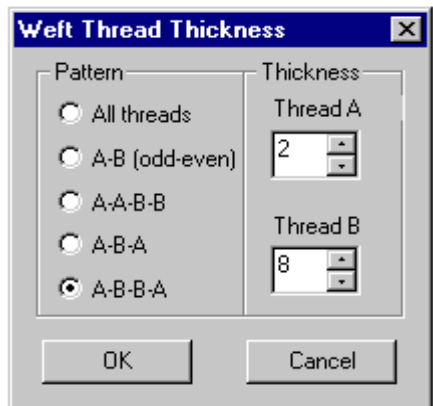 Weft Thread Thickness
Pattern
All threads
A-B (odd-even)
A-A-B-B
A-B-A
A-B-B-A
Thickness
Thread A
2
Thread B
8
OK
Cancel